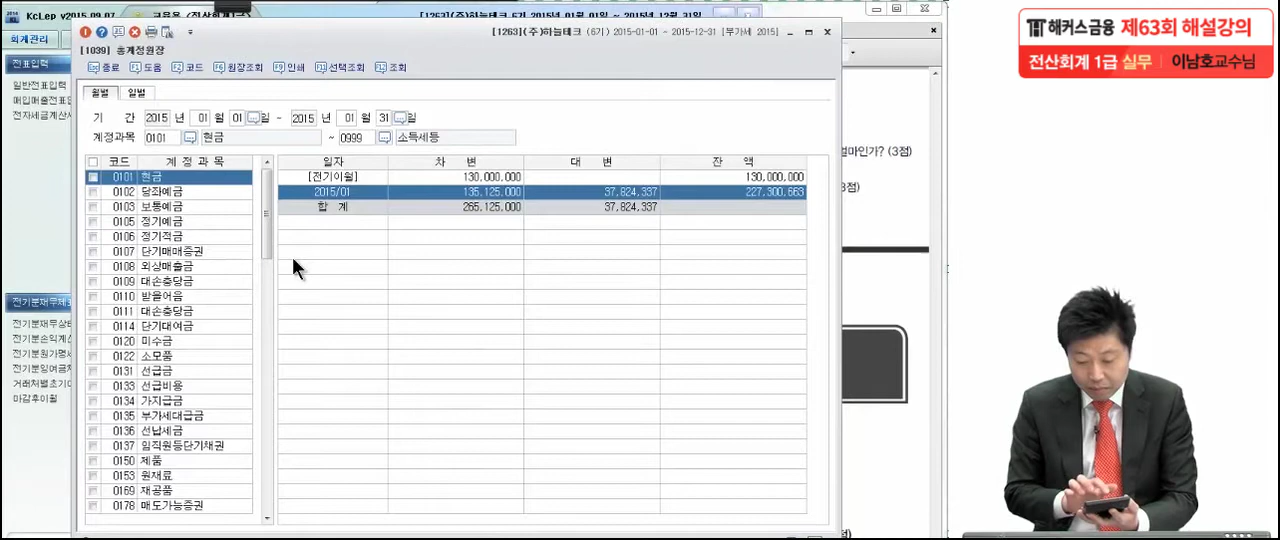 KcLep v2015.09.07
[1263](주)하늘테크 6기 2015년 01월 01일 ~ 2015년 12월 31일
회계관리
전표입력
일반전표입력
매입매출전표입
전자세금계산서
전기분재무제표
전기분재무상태
전기분손익계산
전기분원가명세
전기분잉여금처
거래처별초기이
마감후이월
[1263](주)하늘테크 (6기) 2015-01-01 ~ 2015-12-31 [부가세 2015]
[1039] 총계정원장
Esc 종료 F1 도움 F2 코드 F6 원장조회 F9 인쇄 F11 선택조회 F12 조회
월별 일별
기 간 2015 년 01 월 01 일 ~ 2015 년 01 월 31 일
계정과목 0101 현금 ~ 0999 소득세등
코드 계 정 과 목
0101 현금
0102 당좌예금
0103 보통예금
0105 정기예금
0106 정기적금
0107 단기매매증권
0108 외상매출금
0109 대손충당금
0110 받을어음
0111 대손충당금
0114 단기대여금
0120 미수금
0122 소모품
0131 선급금
0133 선급비용
0134 가지급금
0135 부가세대급금
0136 선납세금
0137 임직원등단기채권
0150 제품
0153 원재료
0169 재공품
0178 매도가능증권
일자 차 변 대 변 잔 액
[전기이월] 130,000,000 130,000,000
2015/01 135,125,000 37,824,337 227,300,663
합 계 265,125,000 37,824,337
얼마인가? (3점)
3점)
점)
해커스금융 제63회 해설강의
전산회계 1급 실무 | 이남호교수님